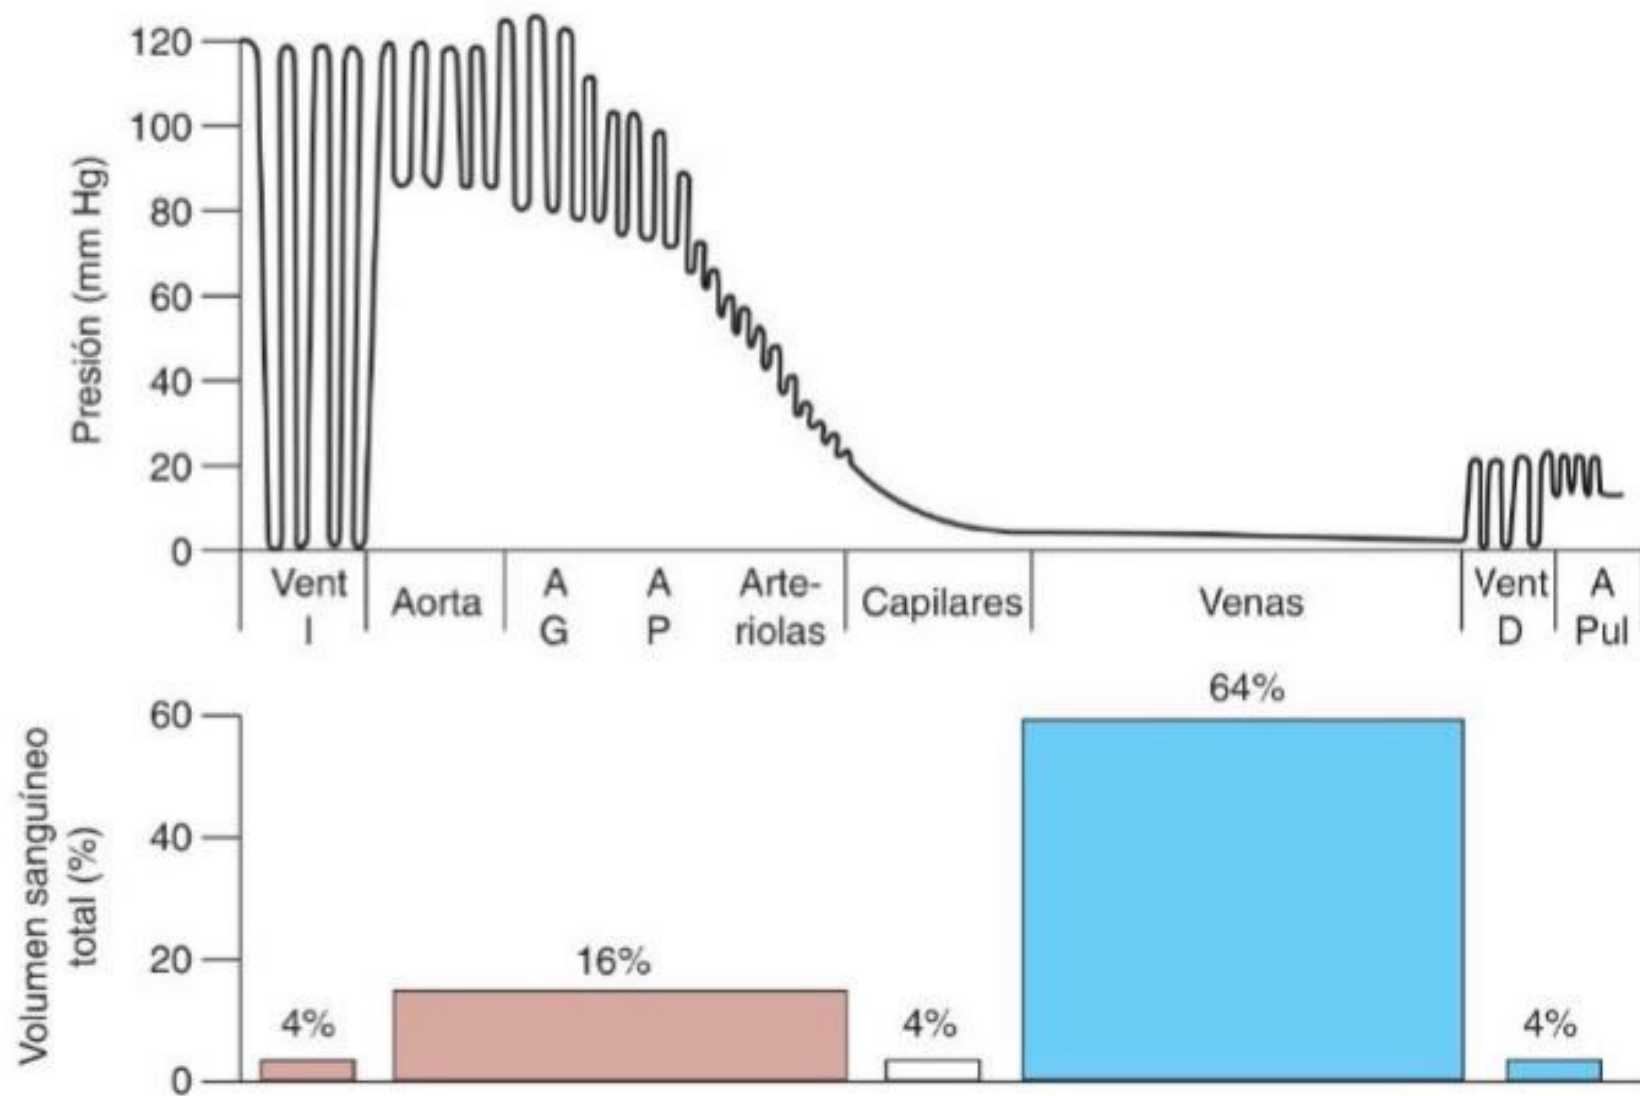 Presión (mm Hg)
120
100
80
60
40
20
0
Vent
I
Aorta
A
G
A
P
Arte-
riolas
Capilares
Venas
Vent
D
A
Pul
Volumen sanguíneo
total (%)
60
40
20
0
4%
16%
4%
64%
4%